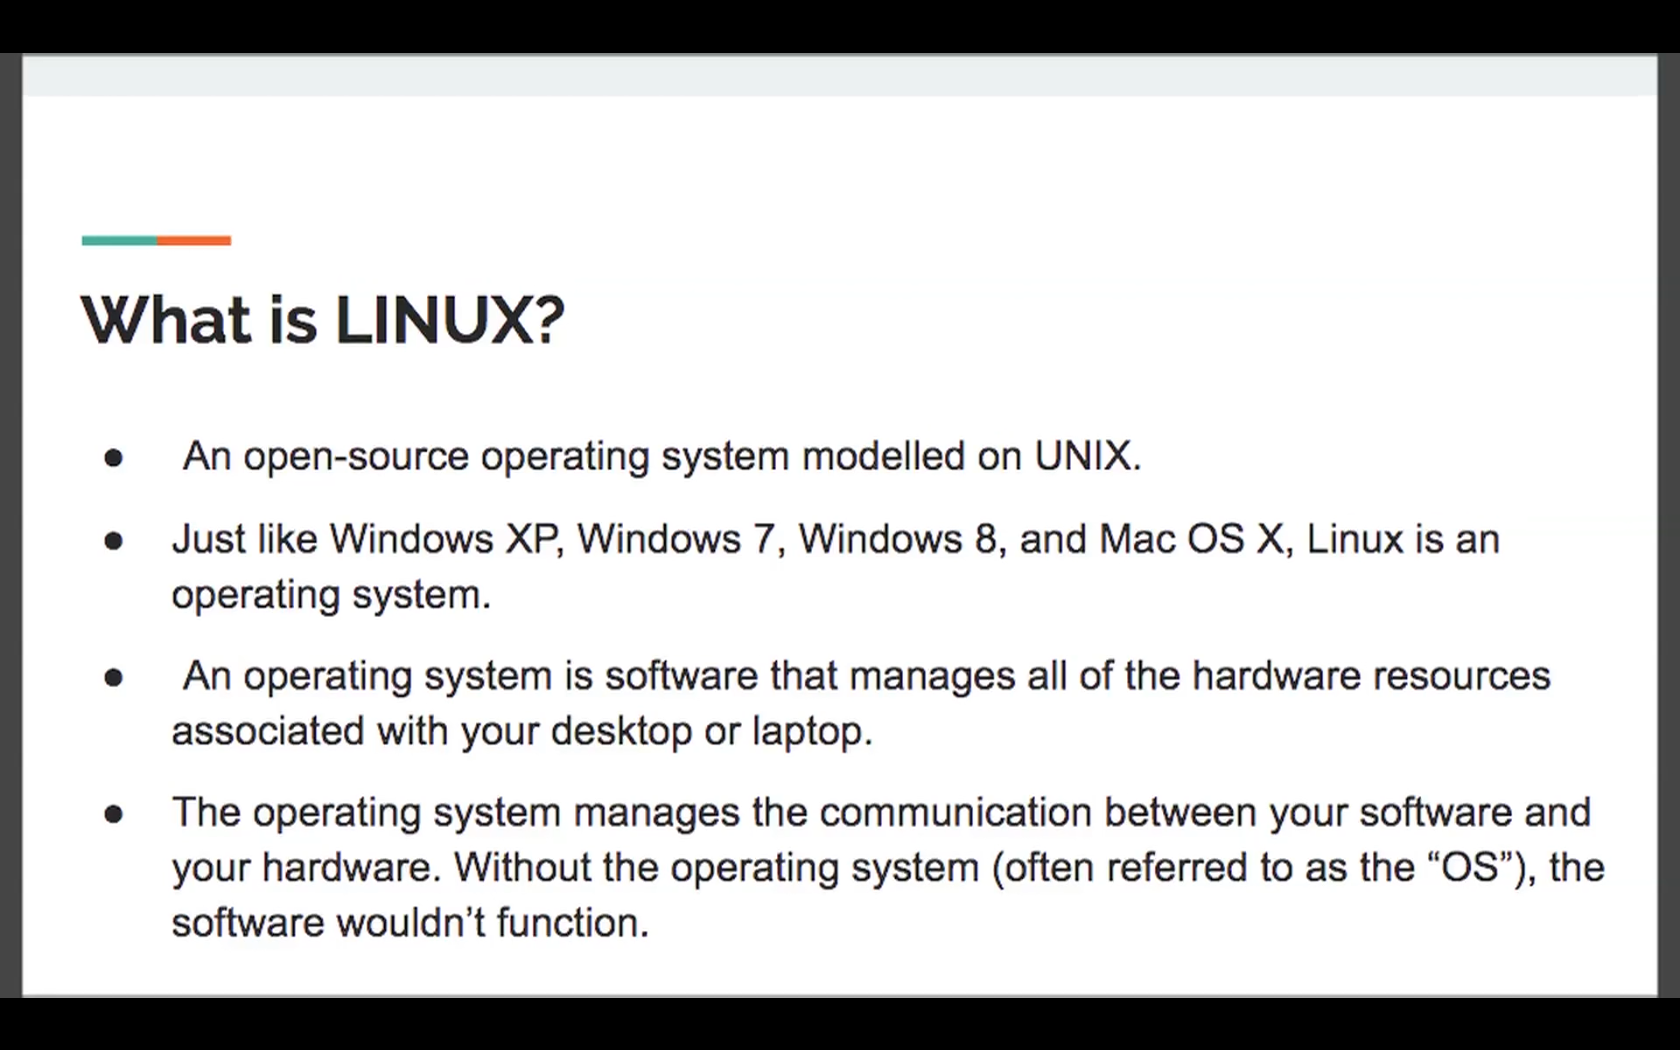 What is LINUX?
● An open-source operating system modelled on UNIX.
● Just like Windows XP, Windows 7, Windows 8, and Mac OS X, Linux is an
operating system.
● An operating system is software that manages all of the hardware resources
associated with your desktop or laptop.
● The operating system manages the communication between your software and
your hardware. Without the operating system (often referred to as the “OS”), the
software wouldn’t function.